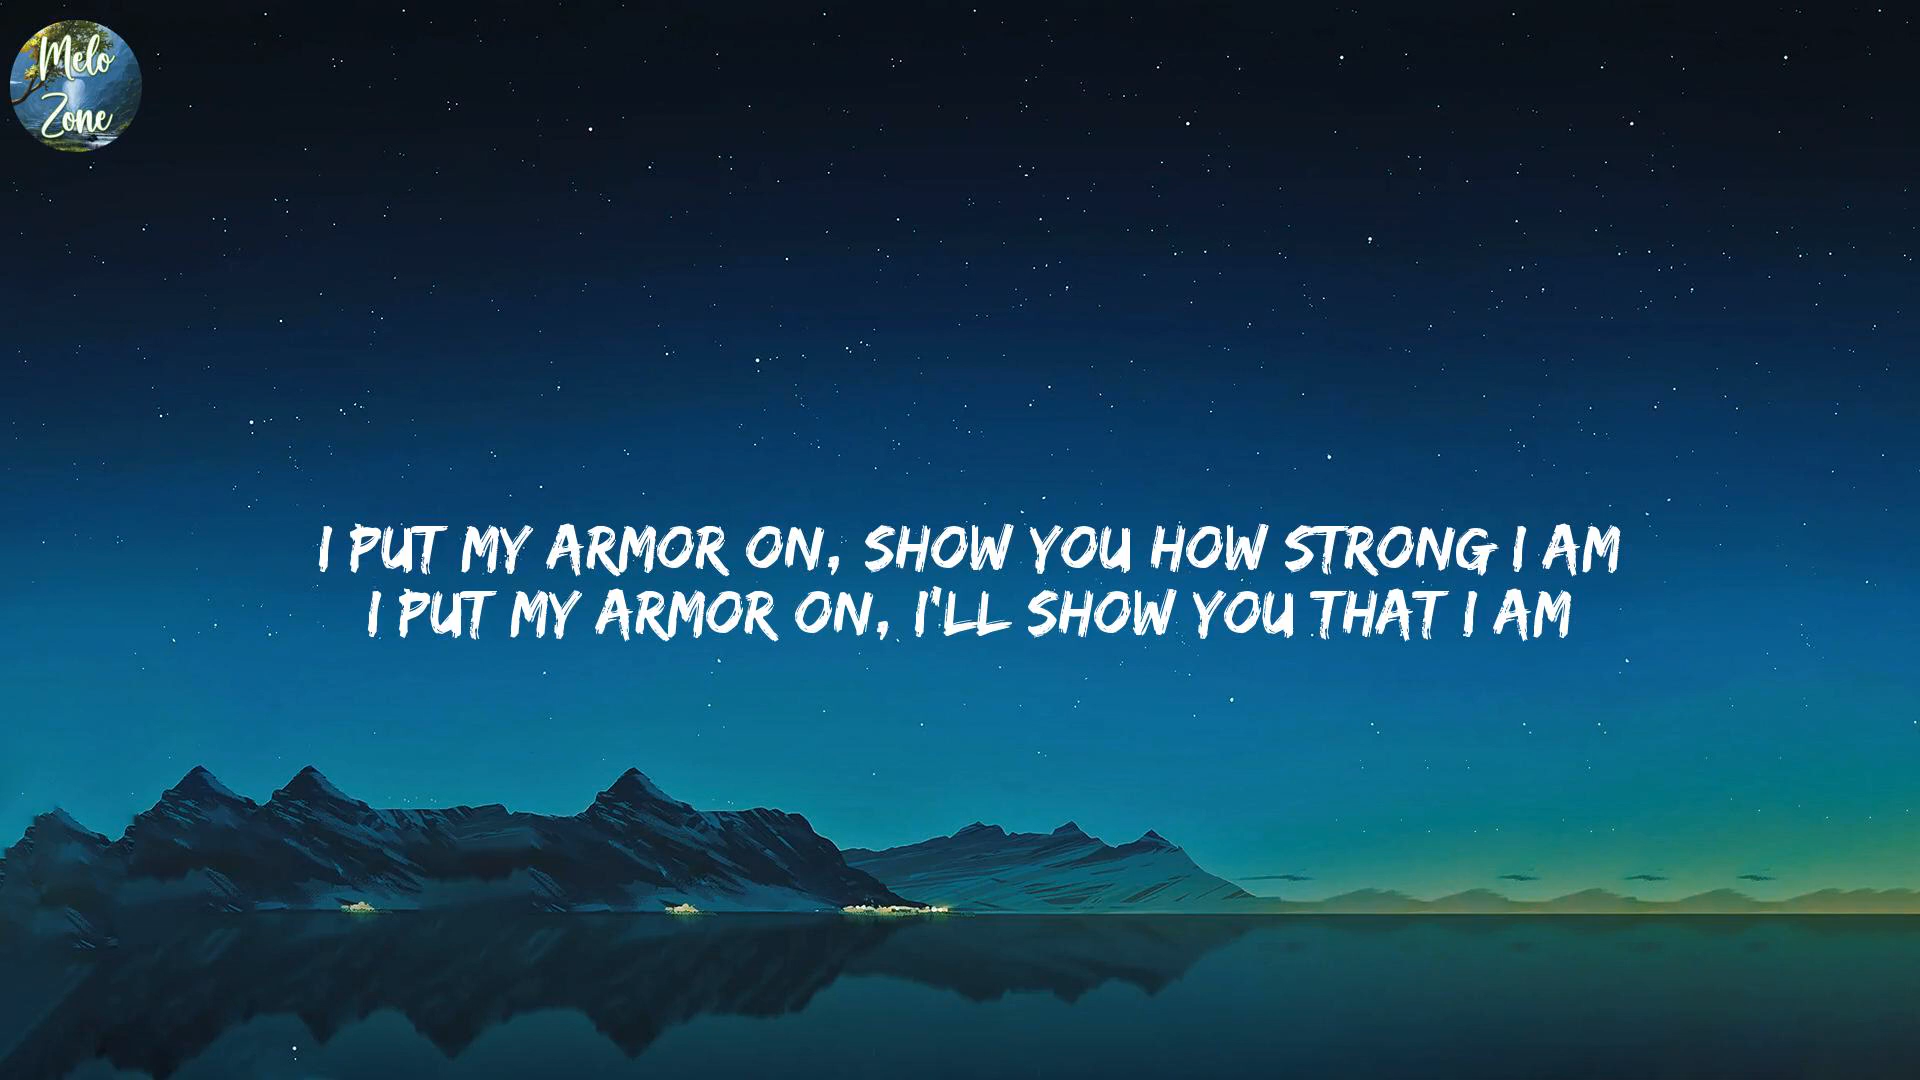 Melo
Zone
I PUT MY ARMOR ON, SHOW YOU HOW STRONG I AM
I PUT MY ARMOR ON, I'LL SHOW YOU THAT I AM